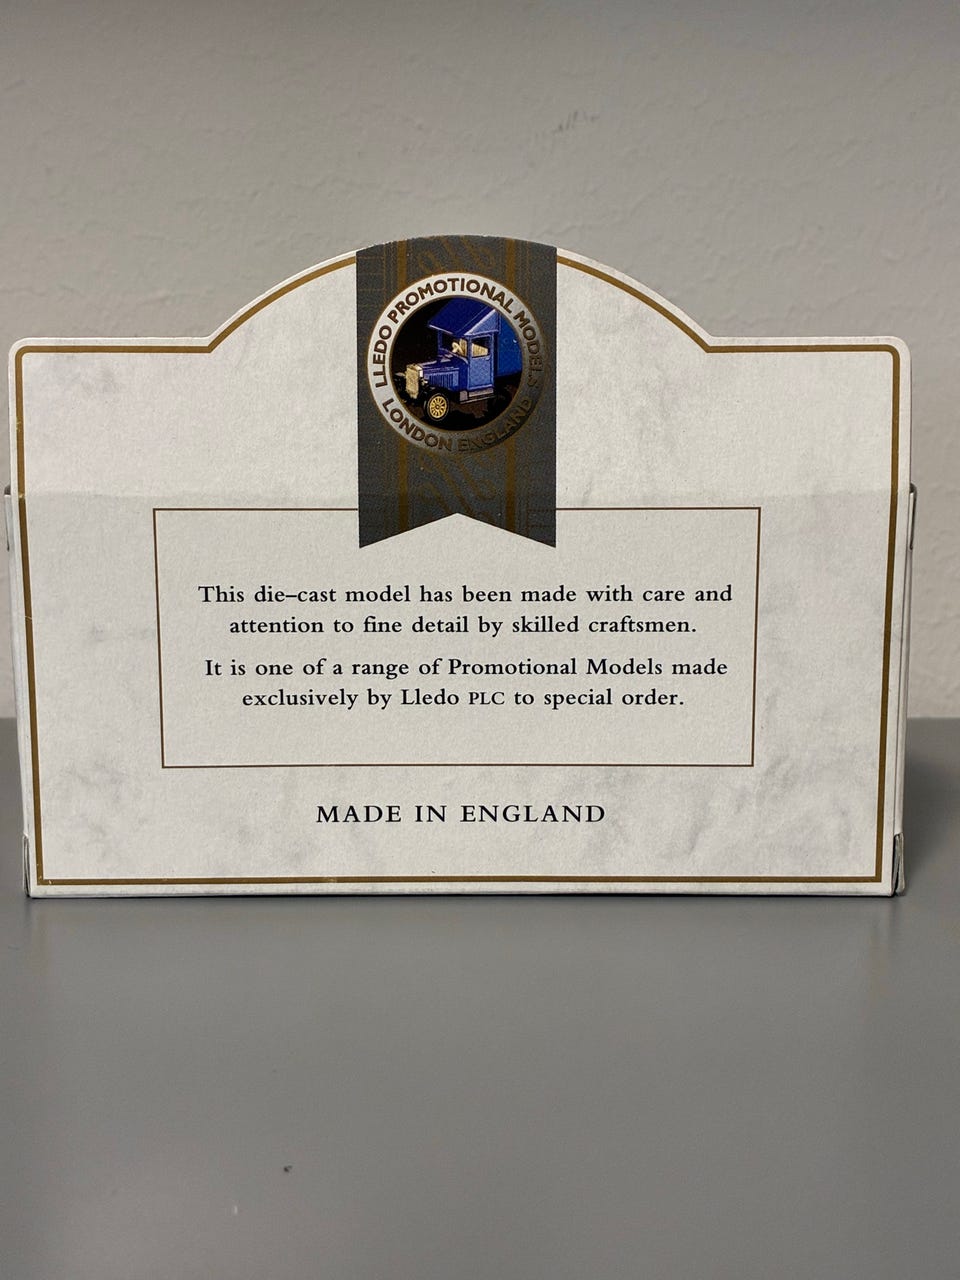 LLEDO PROMOTIONAL MODELS
LONDON ENGLAND
This die–cast model has been made with care and
attention to fine detail by skilled craftsmen.
It is one of a range of Promotional Models made
exclusively by Lledo PLC to special order.
MADE IN ENGLAND